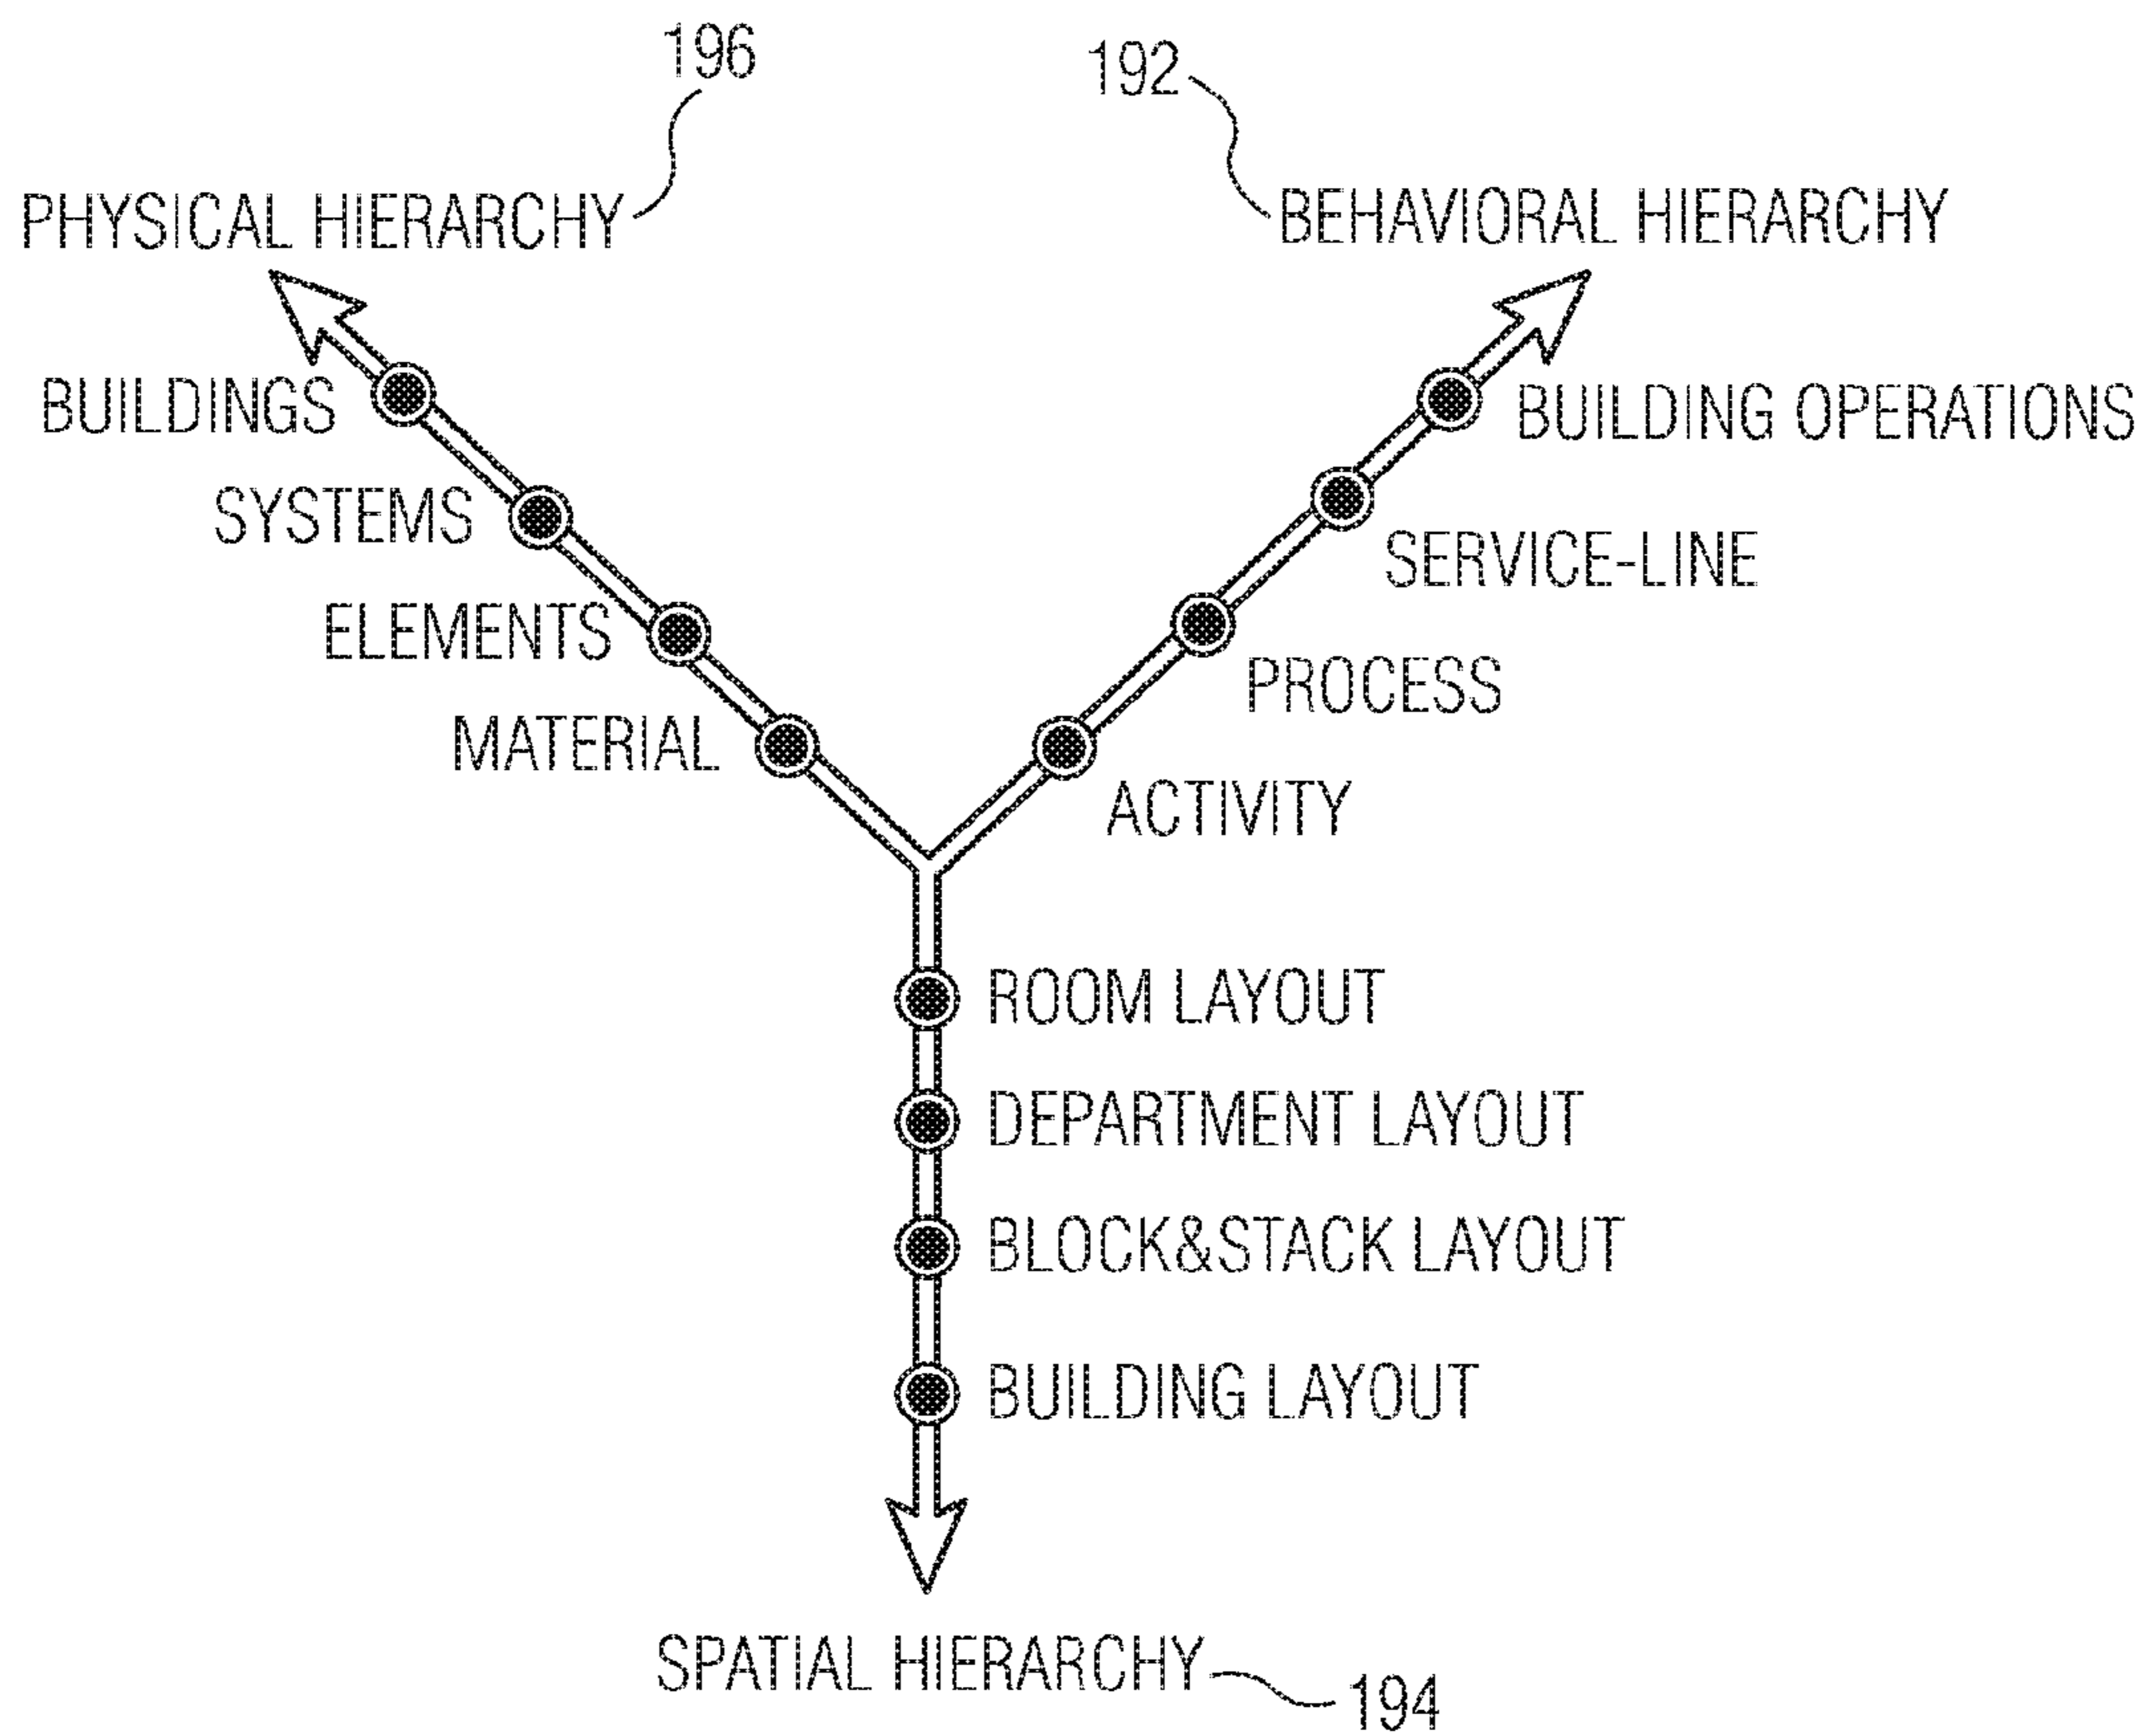 196
192
PHYSICAL HIERARCHY
BEHAVIORAL HIERARCHY
BUILDINGS
BUILDING OPERATIONS
SYSTEMS
SERVICE-LINE
ELEMENTS
PROCESS
MATERIAL
ACTIVITY
ROOM LAYOUT
DEPARTMENT LAYOUT
BLOCK&STACK LAYOUT
BUILDING LAYOUT
SPATIAL HIERARCHY
194